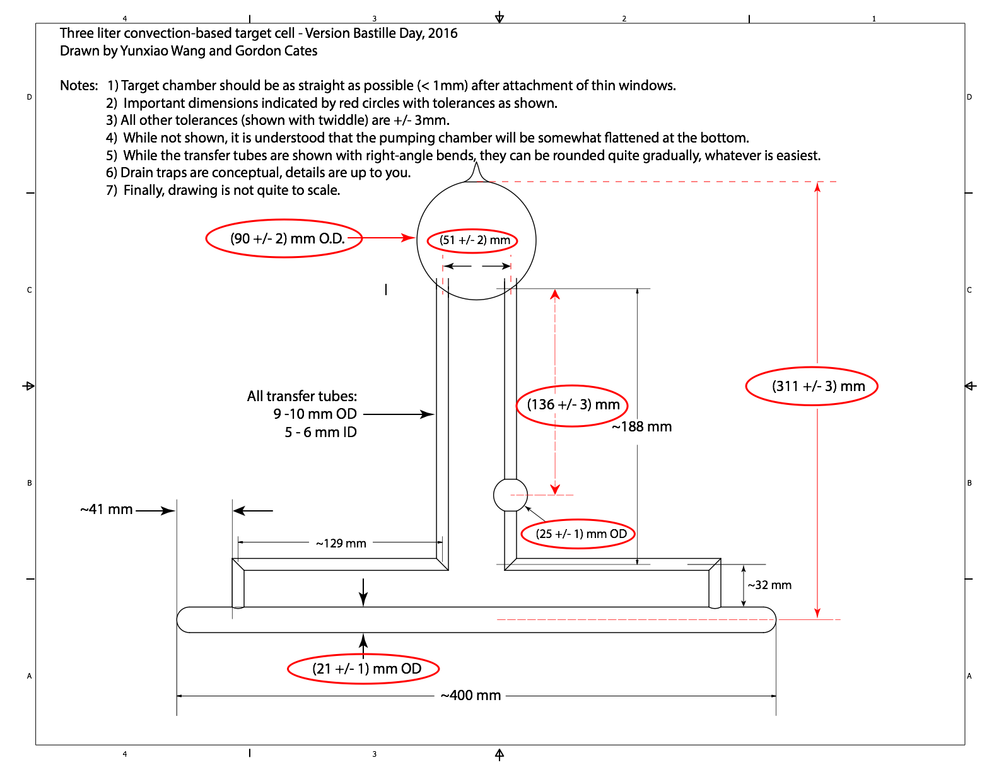 4 3 2 1
Three liter convection-based target cell - Version Bastille Day, 2016
Drawn by Yunxiao Wang and Gordon Cates
Notes: 1) Target chamber should be as straight as possible (< 1mm) after attachment of thin windows.
D D
2) Important dimensions indicated by red circles with tolerances as shown.
3) All other tolerances (shown with twiddle) are +/- 3mm.
4) While not shown, it is understood that the pumping chamber will be somewhat flattened at the bottom.
5) While the transfer tubes are shown with right-angle bends, they can be rounded quite gradually, whatever is easiest.
6) Drain traps are conceptual, details are up to you.
7) Finally, drawing is not quite to scale.
(90 +/- 2) mm O.D.
(51 +/- 2) mm
C C
(311 +/- 3) mm
All transfer tubes:
9 -10 mm OD
5 - 6 mm ID
(136 +/- 3) mm
~188 mm
B B
~41 mm
(25 +/- 1) mm OD
~129 mm
~32 mm
(21 +/- 1) mm OD
A A
~400 mm
4 3